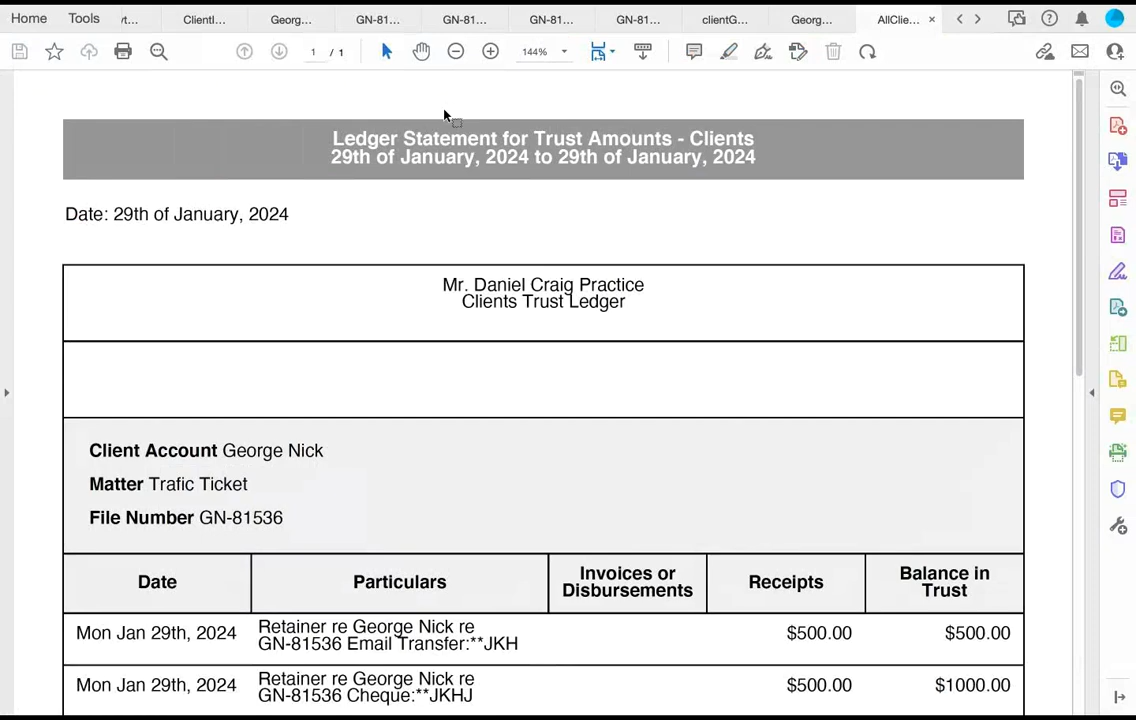 Home Tools rt... ClientI... Georg... GN-81... GN-81... GN-81... GN-81... clientG... Georg... AllClie... ×
1 / 1 144%
Ledger Statement for Trust Amounts - Clients
29th of January, 2024 to 29th of January, 2024
Date: 29th of January, 2024
Mr. Daniel Craig Practice
Clients Trust Ledger
Client Account George Nick
Matter Trafic Ticket
File Number GN-81536
Date Particulars Invoices or Disbursements Receipts Balance in Trust
Mon Jan 29th, 2024 Retainer re George Nick re $500.00 $500.00
GN-81536 Email Transfer:**JKH
Mon Jan 29th, 2024 Retainer re George Nick re $500.00 $1000.00
GN-81536 Cheque:**JKHJ